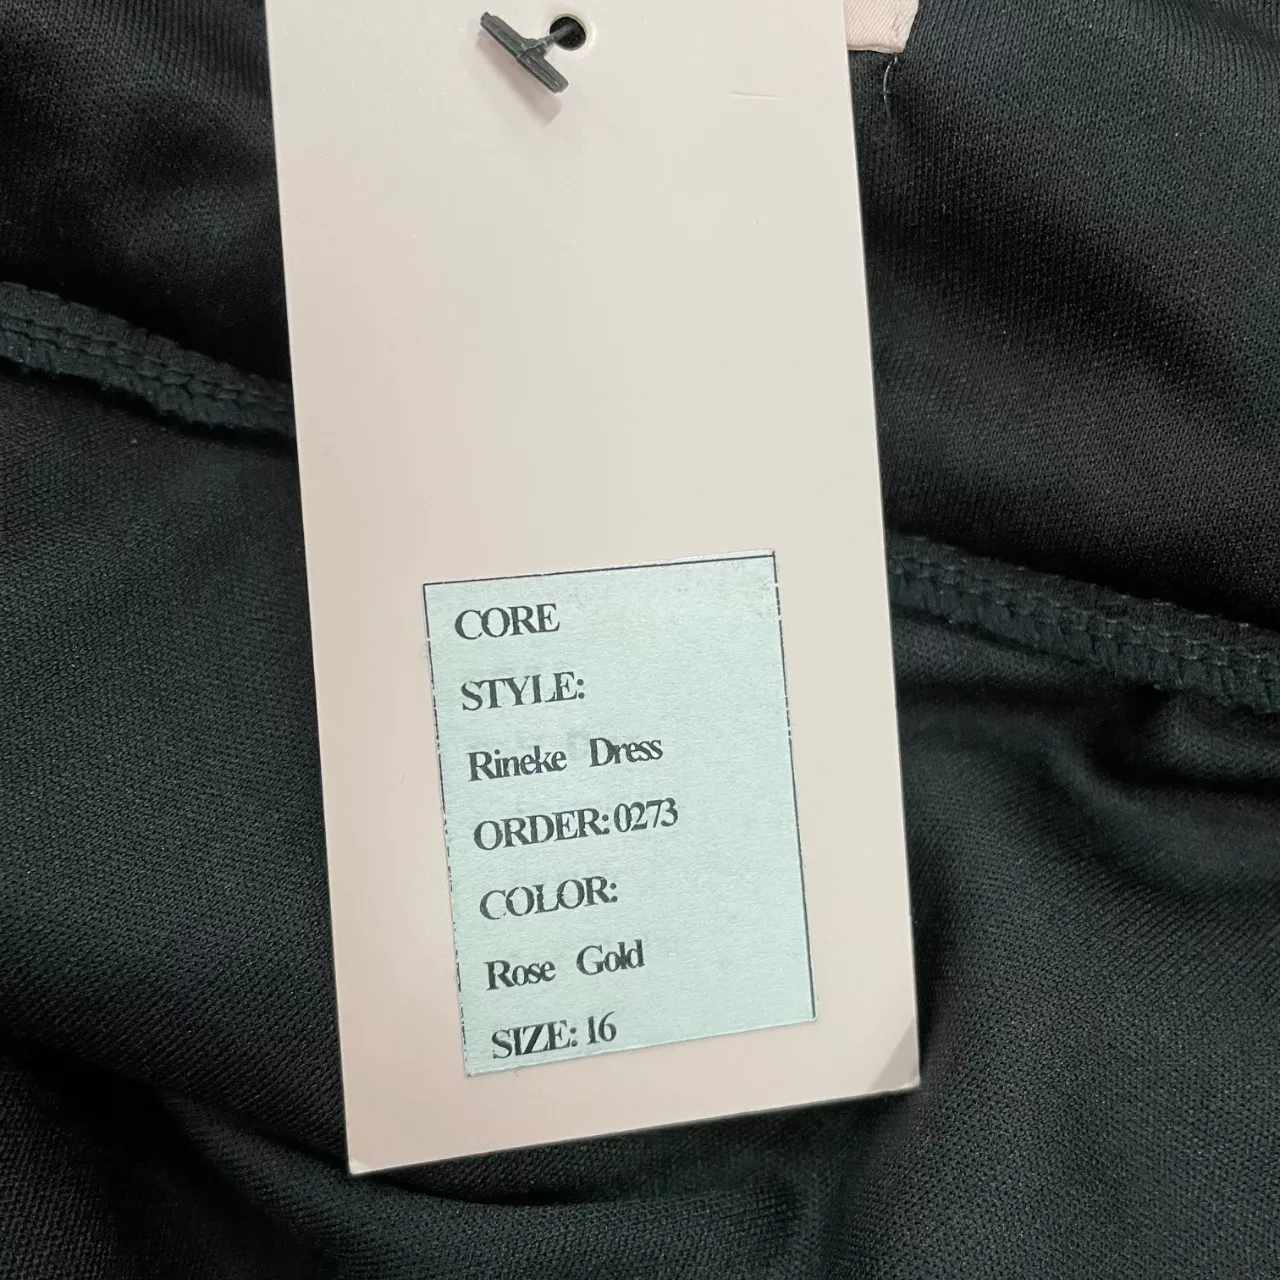 CORE
STYLE:
Rineke Dress
ORDER:0273
COLOR:
Rose Gold
SIZE:16